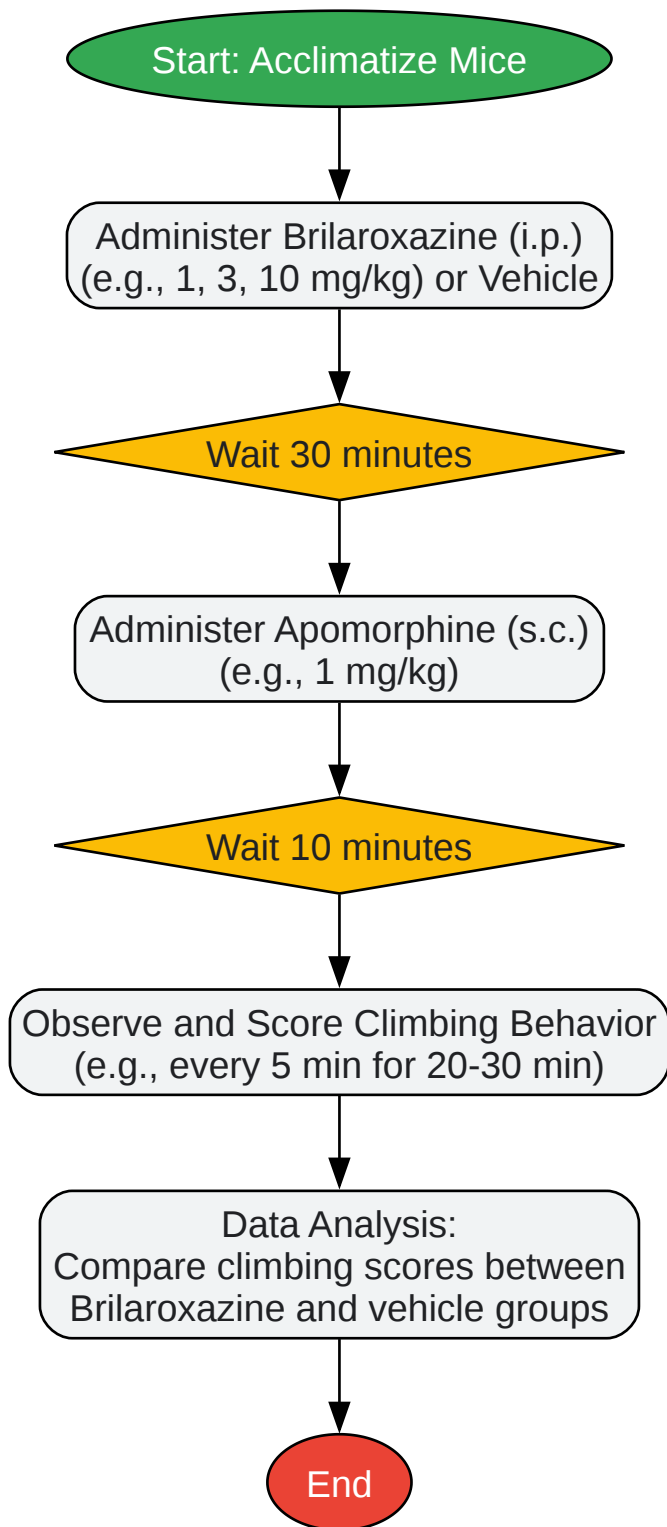 Start: Acclimatize Mice
Administer Brilaroxazine (i.p.)
(e.g., 1, 3, 10 mg/kg) or Vehicle
Wait 30 minutes
Administer Apomorphine (s.c.)
(e.g., 1 mg/kg)
Wait 10 minutes
Observe and Score Climbing Behavior
(e.g., every 5 min for 20-30 min)
Data Analysis:
Compare climbing scores between
Brilaroxazine and vehicle groups
End